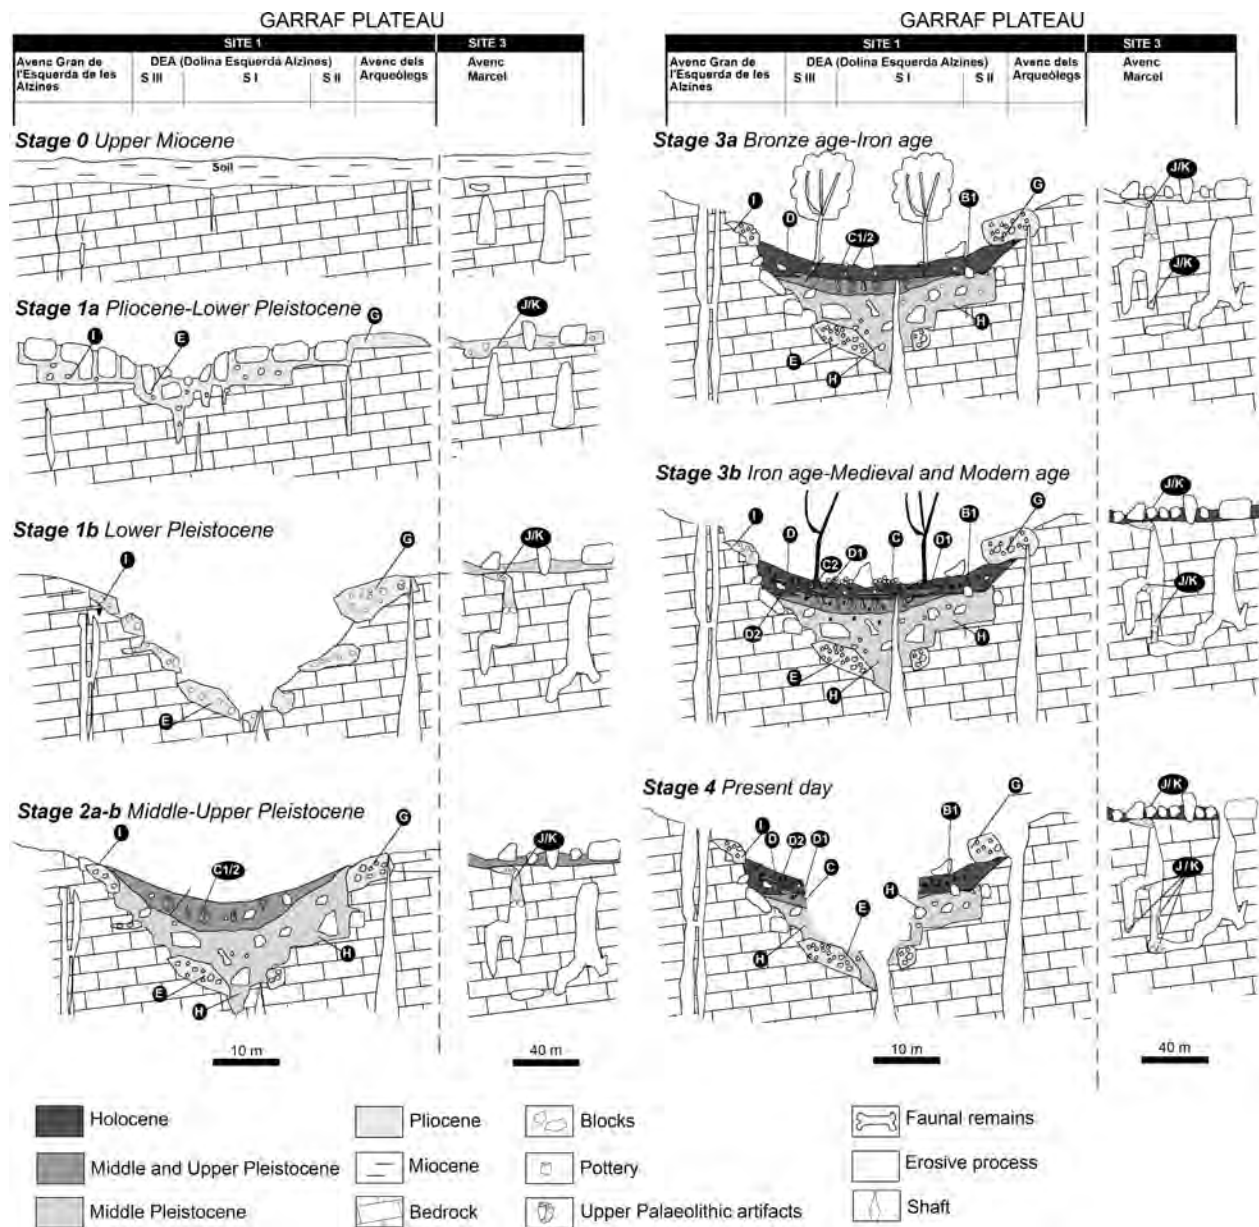 GARRAF PLATEAU
SITE 1 SITE 3
Avenc Gran de l'Esquerda de les Alzines
DEA (Dolina Esquerda Alzines)
S III S I S II
Avenc dels Arqueòlegs
Avenc Marcel
Stage 0 Upper Miocene
Soil
Stage 1a Pliocene-Lower Pleistocene
I E G J/K
Stage 1b Lower Pleistocene
I G J/K
E
Stage 2a-b Middle-Upper Pleistocene
I G J/K
C1/2
H
E
H
10 m 40 m
GARRAF PLATEAU
SITE 1 SITE 3
Avenc Gran de l'Esquerda de les Alzines
DEA (Dolina Esquerda Alzines)
S III S I S II
Avenc dels Arqueòlegs
Avenc Marcel
Stage 3a Bronze age-Iron age
J/K
I D B1 G
C1/2
J/K
H
E
H
Stage 3b Iron age-Medieval and Modern age
J/K
I D D1 C B1 G
C2
J/K
D2 H
E
H
Stage 4 Present day
J/K
I D D2 D1 B1 G
C
J/K
H
E
H
10 m 40 m
Holocene
Middle and Upper Pleistocene
Middle Pleistocene
Pliocene
Miocene
Bedrock
Blocks
Pottery
Upper Palaeolithic artifacts
Faunal remains
Erosive process
Shaft